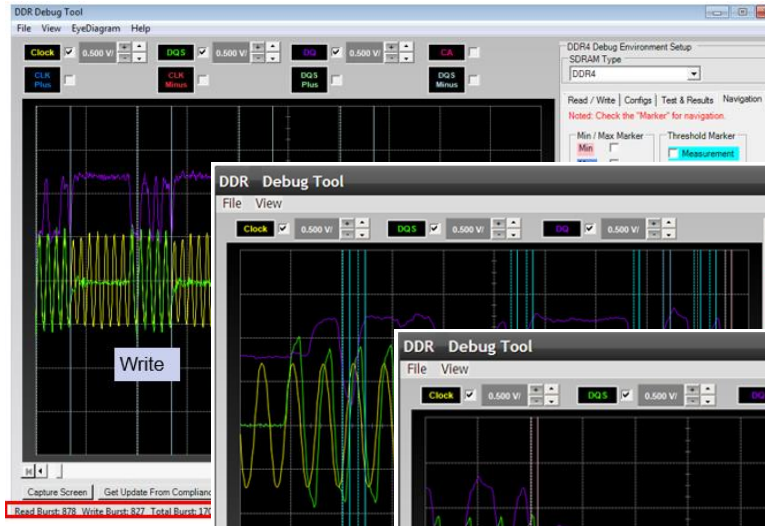 DDR Debug Tool
File View EyeDiagram Help
Clock 0.500 V/ DQS 0.500 V/ DQ 0.500 V/ CA
CLK Plus CLK Minus DQS Plus DQS Minus
DDR4 Debug Environment Setup
SDRAM Type
DDR4
Read / Write Configs Test & Results Navigation
Noted: Check the "Marker" for navigation.
Min / Max Marker Threshold Marker
Min Measurement
Write
Capture Screen Get Update From
Read Burst: 878 Write Burst: 827 Total Burst:
DDR Debug Tool
File View
Clock 0.500 V/ DQS 0.500 V/ DQ 0.500 V/
DDR Debug Tool
File View
Clock 0.500 V/ DQS 0.500 V/